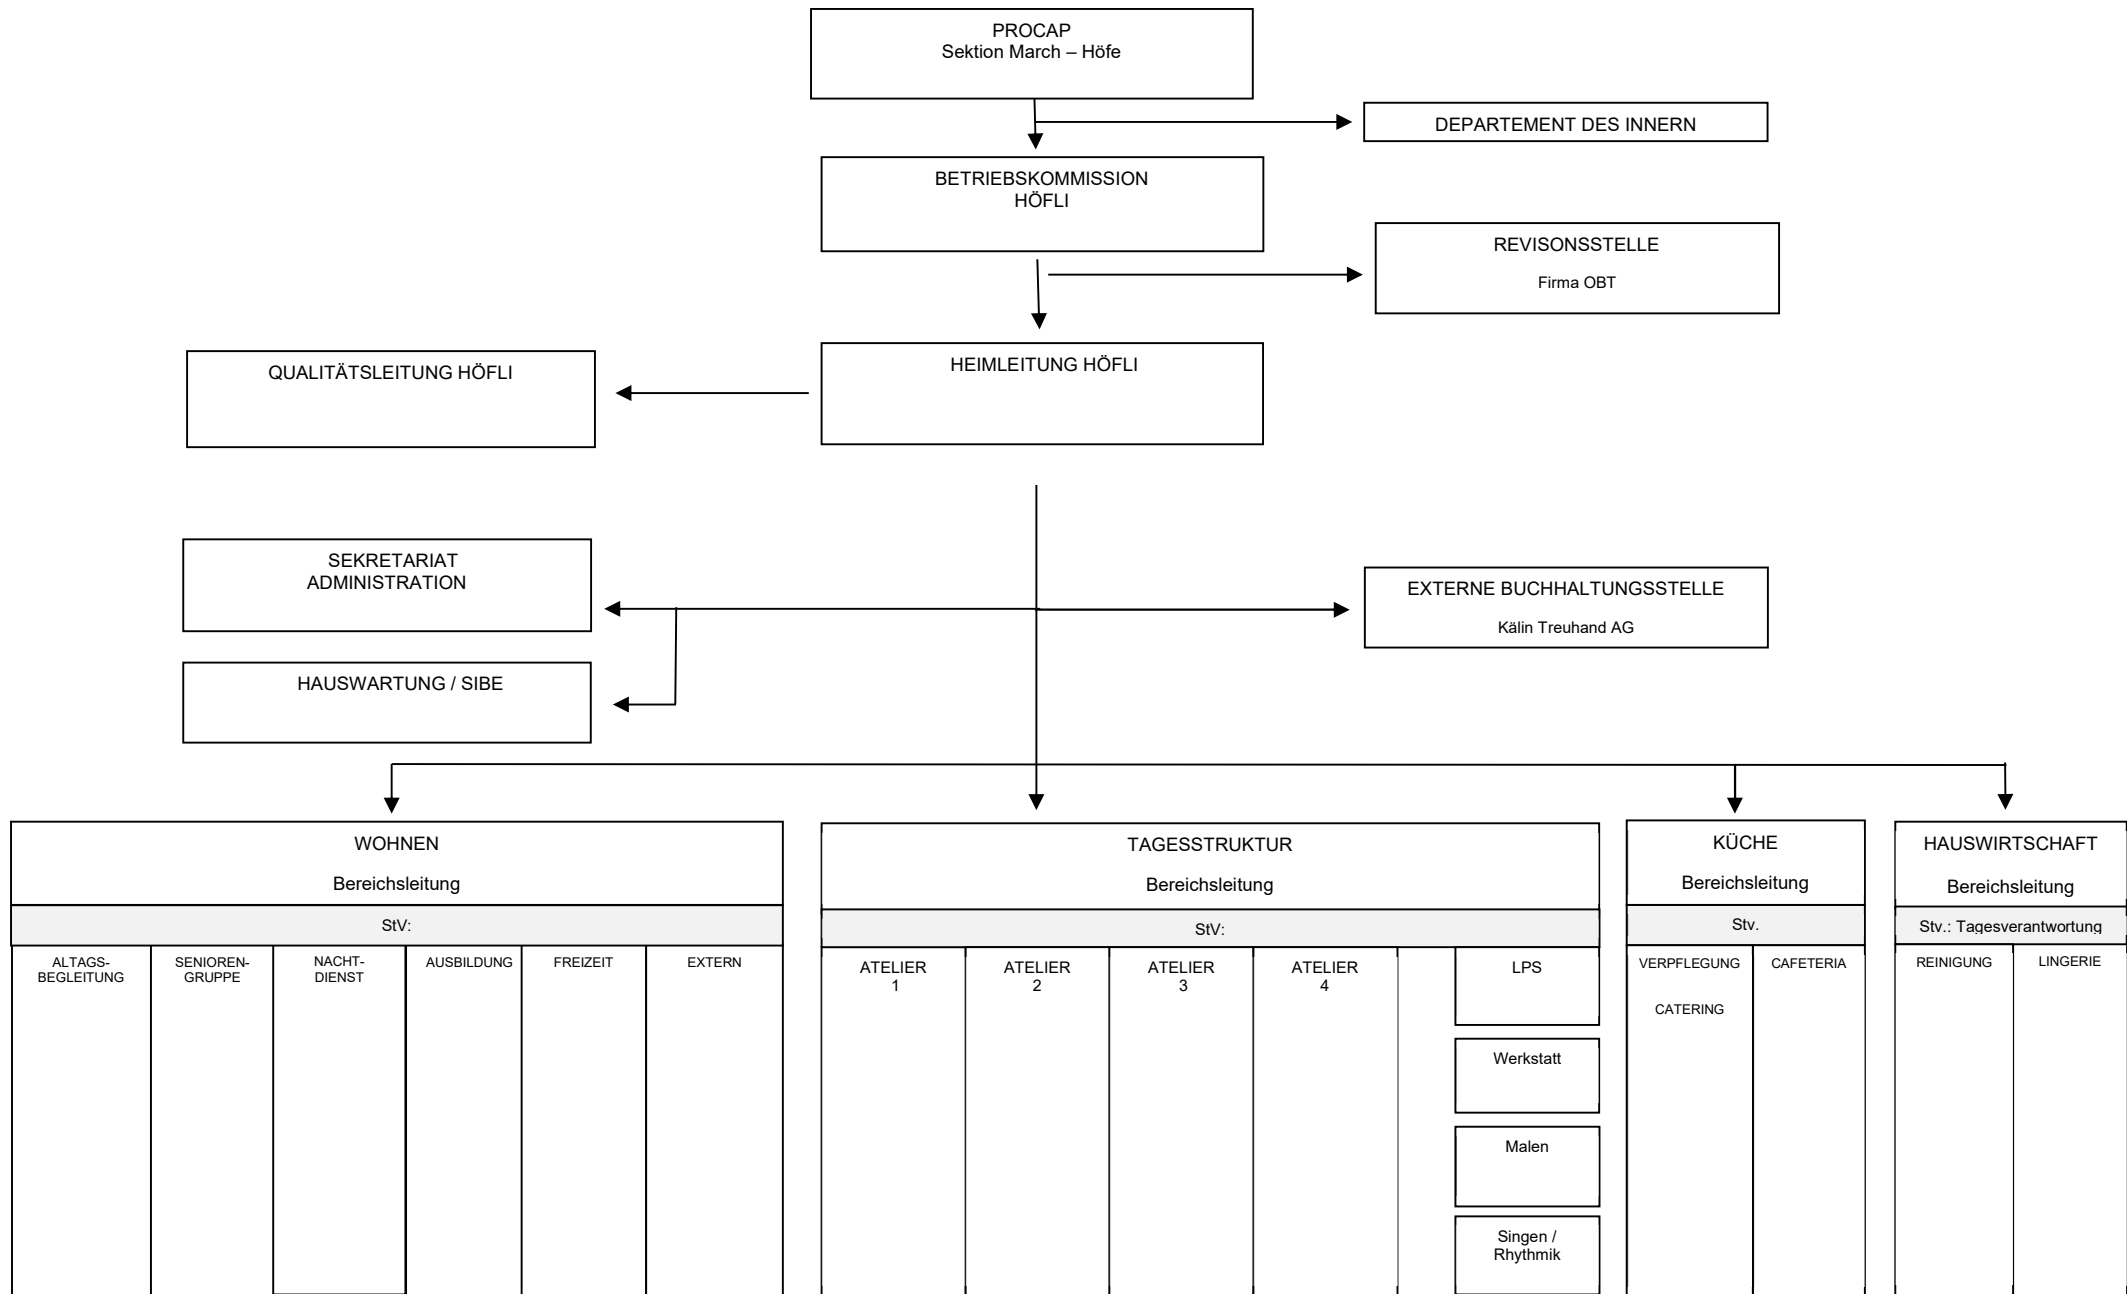 PROCAP
Sektion March – Höfe
DEPARTEMENT DES INNERN
BETRIEBSKOMMISSION
HÖFLI
REVISONSSTELLE
Firma OBT
QUALITÄTSLEITUNG HÖFLI
HEIMLEITUNG HÖFLI
SEKRETARIAT
ADMINISTRATION
EXTERNE BUCHHALTUNGSSTELLE
Kälin Treuhand AG
HAUSWARTUNG / SIBE
WOHNEN
Bereichsleitung
StV:
ALTAGS-
BEGLEITUNG
SENIOREN-
GRUPPE
NACHT-
DIENST
AUSBILDUNG
FREIZEIT
EXTERN
TAGESSTRUKTUR
Bereichsleitung
StV:
ATELIER
1
ATELIER
2
ATELIER
3
ATELIER
4
LPS
Werkstatt
Malen
Singen /
Rhythmik
KÜCHE
Bereichsleitung
Stv.
VERPFLEGUNG
CATERING
CAFETERIA
HAUSWIRTSCHAFT
Bereichsleitung
Stv.: Tagesverantwortung
REINIGUNG
LINGERIE